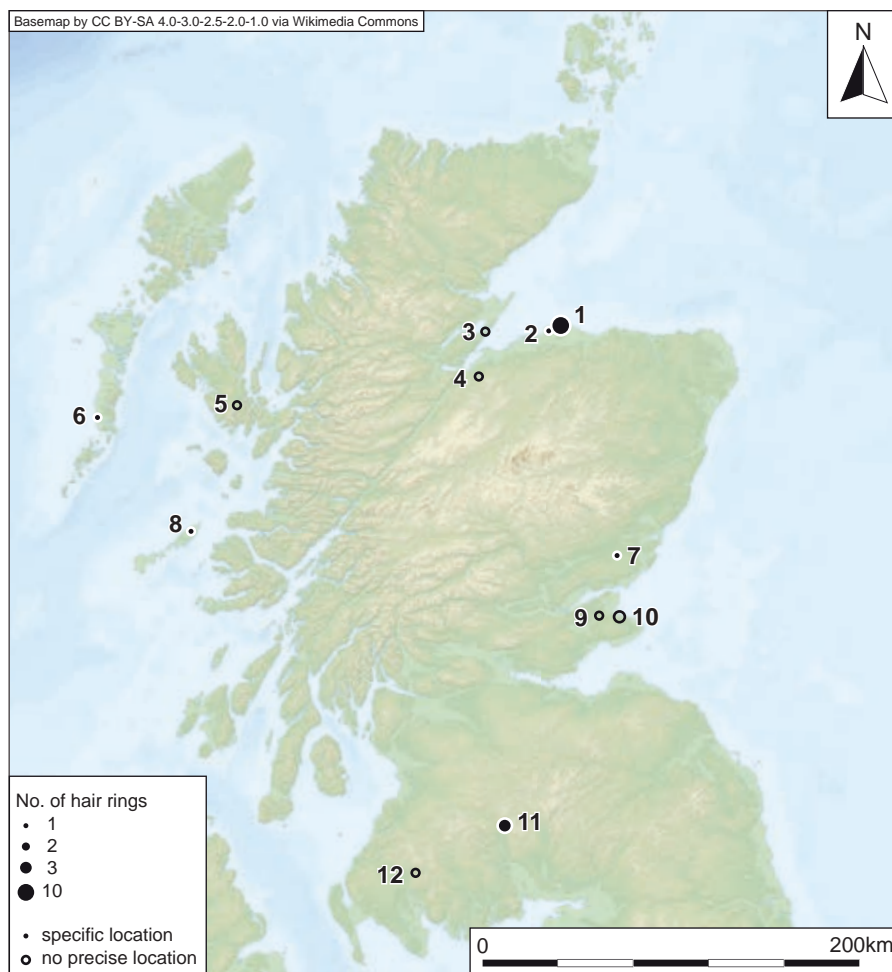 Basemap by CC BY-SA 4.0-3.0-2.5-2.0-1.0 via Wikimedia Commons
N
1
2
3
4
5
6
8
7
9
10
11
12
No. of hair rings
1
2
3
10
specific location
no precise location
0
200km